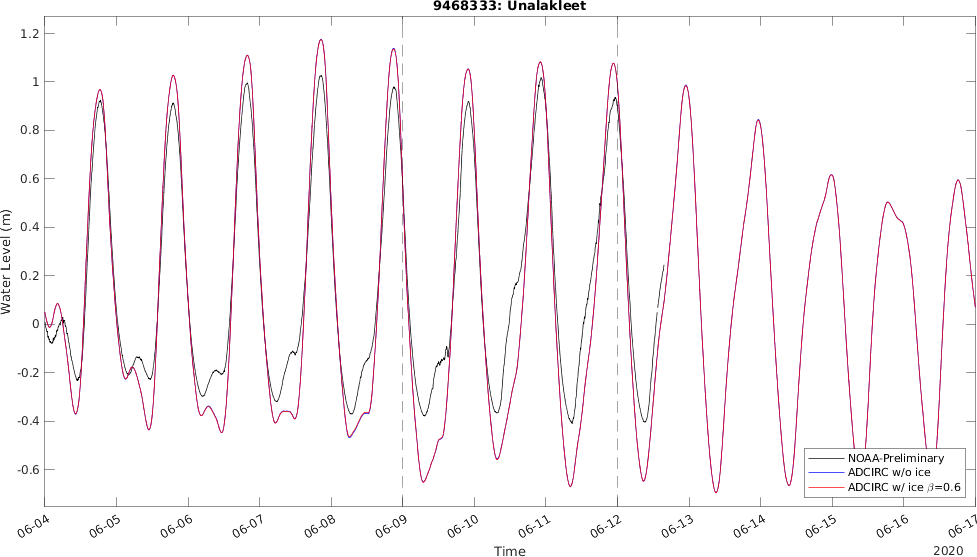 9468333: Unalakleet
1.2
1
0.8
0.6
0.4
0.2
0
-0.2
-0.4
-0.6
Water Level (m)
NOAA-Preliminary
ADCIRC w/o ice
ADCIRC w/ ice β=0.6
06-04 06-05 06-06 06-07 06-08 06-09 06-10 06-11 06-12 06-13 06-14 06-15 06-16 06-17
Time
2020